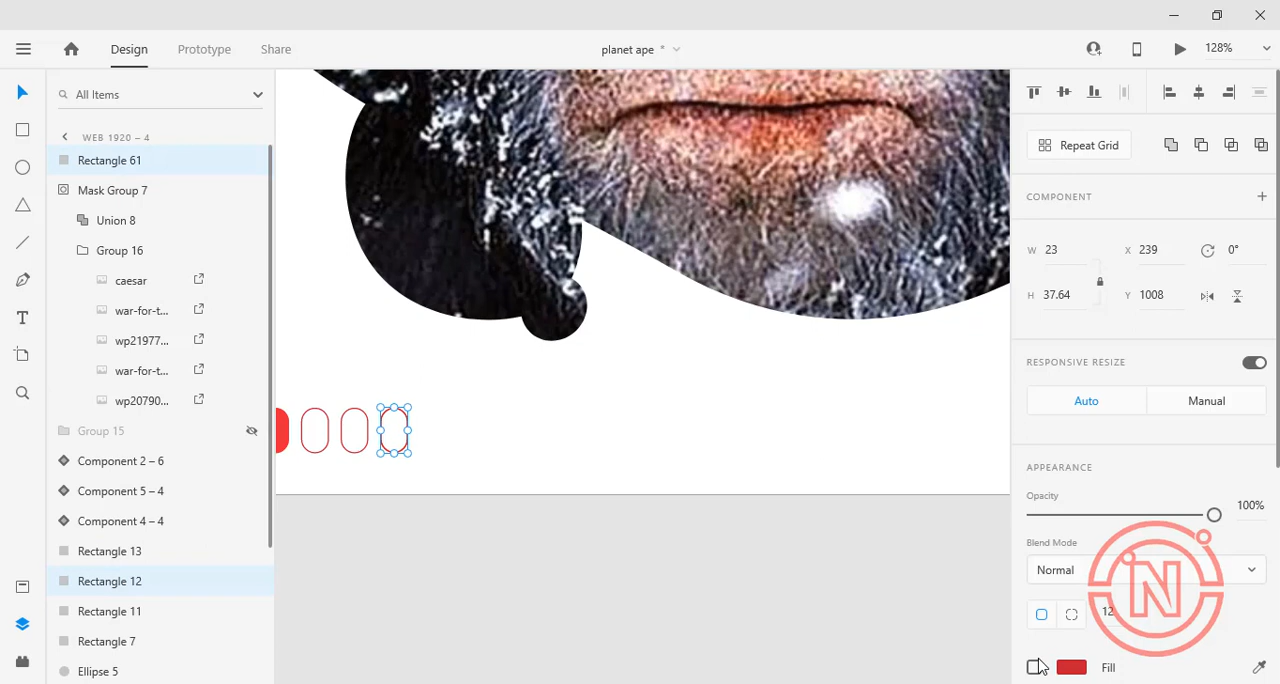 Design Prototype Share planet ape * 128%
All Items
WEB 1920 – 4
Rectangle 61
Mask Group 7
Union 8
Group 16
caesar
war-for-t...
wp21977...
war-for-t...
wp20790...
Group 15
Component 2 – 6
Component 5 – 4
Component 4 – 4
Rectangle 13
Rectangle 12
Rectangle 11
Rectangle 7
Ellipse 5
Repeat Grid
COMPONENT
W 23 X 239 0°
H 37.64 Y 1008
RESPONSIVE RESIZE
Auto Manual
APPEARANCE
Opacity
100%
Blend Mode
Normal
12
N
Fill